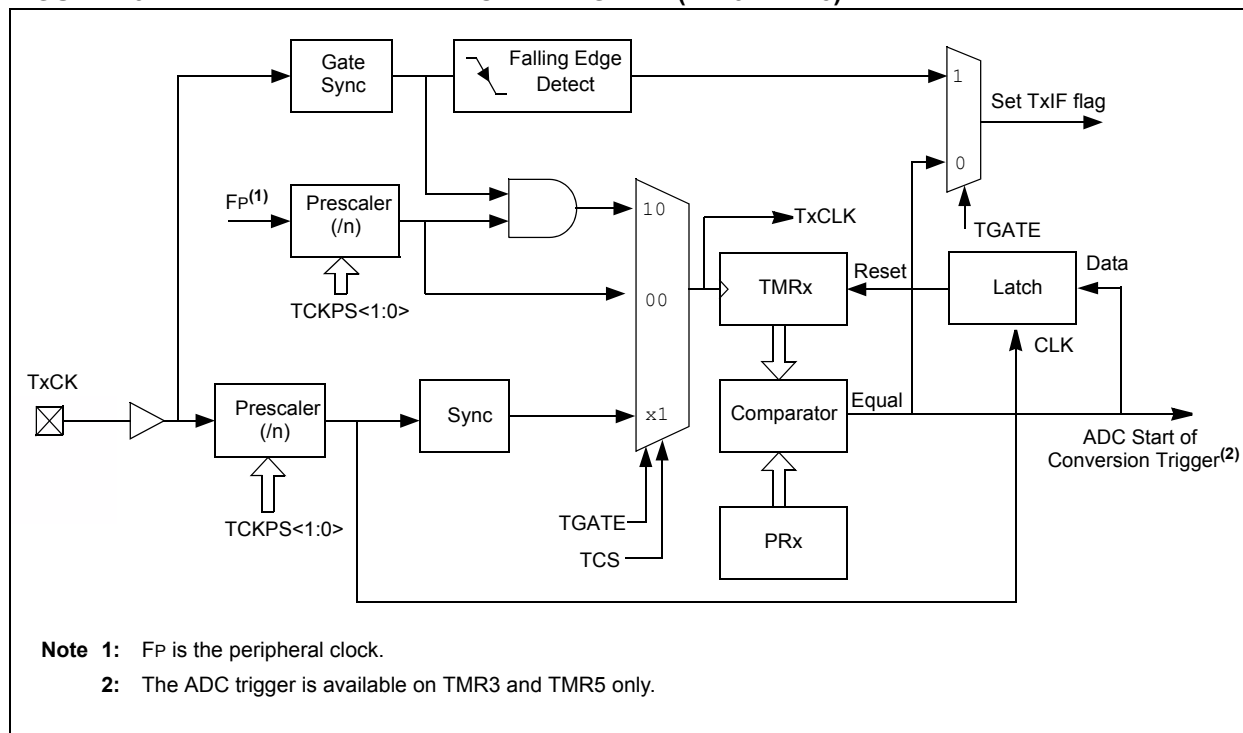 Gate
Sync
Falling Edge
Detect
1
Set TxIF flag
0
FP(1)
Prescaler
(/n)
10
TxCLK
TGATE
TCKPS<1:0>
00
TMRx
Reset
Latch
Data
CLK
TxCK
Prescaler
(/n)
Sync
x1
Comparator
Equal
ADC Start of
Conversion Trigger(2)
TCKPS<1:0>
TGATE
TCS
PRx
Note 1: FP is the peripheral clock.
2: The ADC trigger is available on TMR3 and TMR5 only.